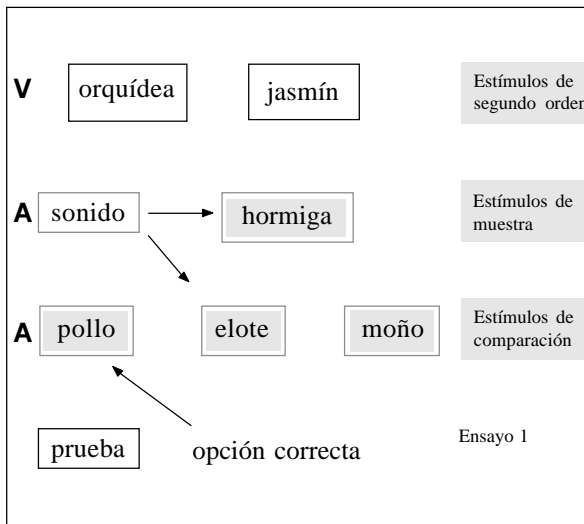 V orquídea jasmín Estímulos de
segundo orden
A sonido hormiga Estímulos de
muestra
A pollo elote moño Estímulos de
comparación
prueba opción correcta Ensayo 1